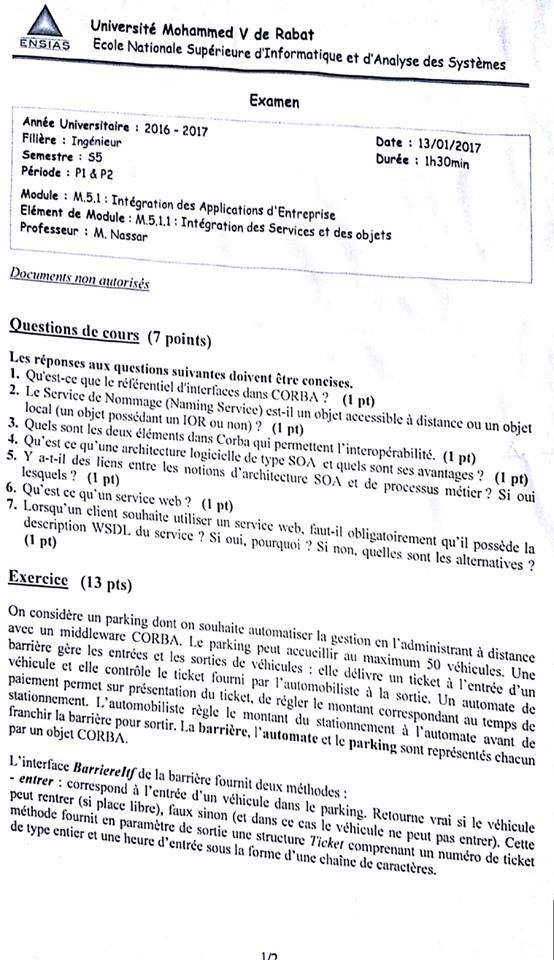 ENSIAS
Université Mohammed V de Rabat
Ecole Nationale Supérieure d'Informatique et d'Analyse des Systèmes
Examen
Année Universitaire : 2016 - 2017
Filière : Ingénieur
Semestre : S5
Période : P1 & P2
Date : 13/01/2017
Durée : 1h30min
Module : M.5.1 : Intégration des Applications d'Entreprise
Elément de Module : M.5.1.1 : Intégration des Services et des objets
Professeur : M. Nassar
Documents non autorisés
Questions de cours (7 points)
Les réponses aux questions suivantes doivent être concises.
1. Qu'est-ce que le référentiel d'interfaces dans CORBA ? (1 pt)
2. Le Service de Nommage (Naming Service) est-il un objet accessible à distance ou un objet
local (un objet possédant un IOR ou non) ? (1 pt)
3. Quels sont les deux éléments dans Corba qui permettent l'interopérabilité. (1 pt)
4. Qu'est ce qu'une architecture logicielle de type SOA et quels sont ses avantages ? (1 pt)
5. Y a-t-il des liens entre les notions d'architecture SOA et de processus métier ? Si oui
lesquels ? (1 pt)
6. Qu'est ce qu'un service web ? (1 pt)
7. Lorsqu'un client souhaite utiliser un service web, faut-il obligatoirement qu'il possède la
description WSDL du service ? Si oui, pourquoi ? Si non, quelles sont les alternatives ?
(1 pt)
Exercice (13 pts)
On considère un parking dont on souhaite automatiser la gestion en l'administrant à distance
avec un middleware CORBA. Le parking peut accueillir au maximum 50 véhicules. Une
barrière gère les entrées et les sorties de véhicules : elle délivre un ticket à l'entrée d'un
véhicule et elle contrôle le ticket fourni par l'automobiliste à la sortie. Un automate de
paiement permet sur présentation du ticket, de régler le montant correspondant au temps de
stationnement. L'automobiliste règle le montant du stationnement à l'automate avant de
franchir la barrière pour sortir. La barrière, l'automate et le parking sont représentés chacun
par un objet CORBA.
L'interface BarriereItf de la barrière fournit deux méthodes :
- entrer : correspond à l'entrée d'un véhicule dans le parking. Retourne vrai si le véhicule
peut rentrer (si place libre), faux sinon (et dans ce cas le véhicule ne peut pas entrer). Cette
méthode fournit en paramètre de sortie une structure Ticket comprenant un numéro de ticket
de type entier et une heure d'entrée sous la forme d'une chaîne de caractères.
1/2